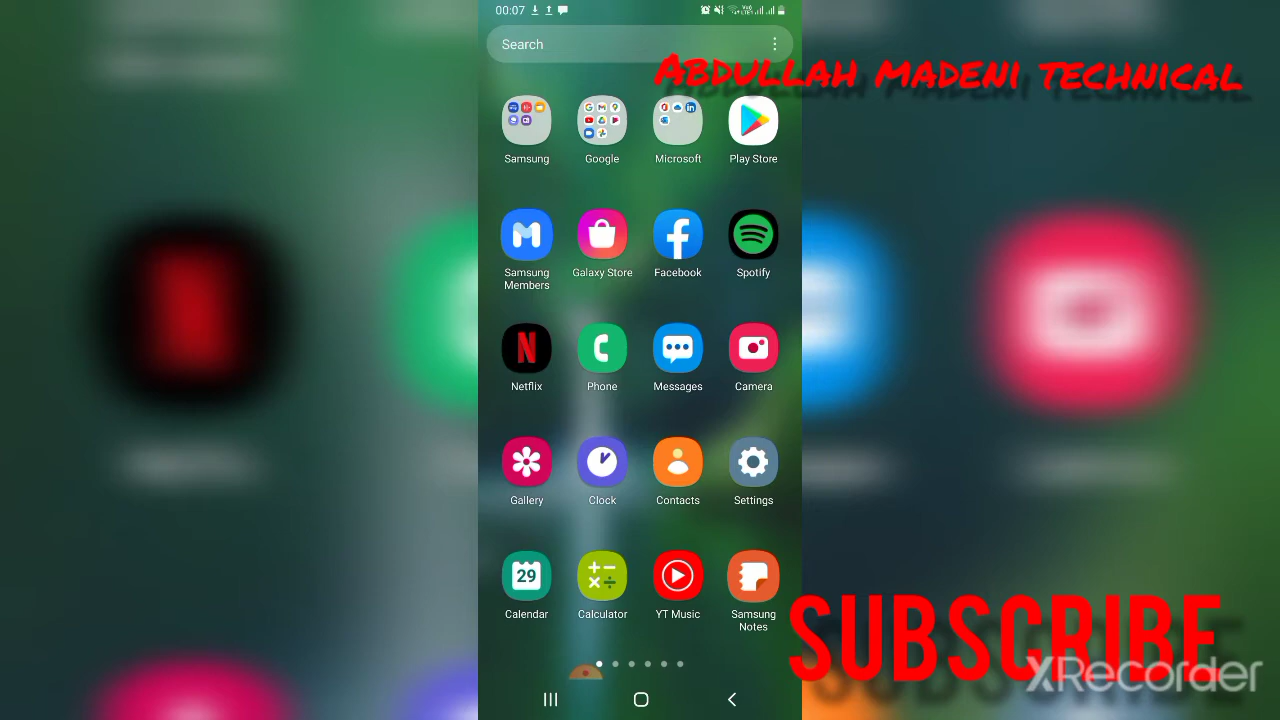 00:07
Search
ABDULLAH MADENI TECHNICAL
Samsung
Google
Microsoft
Play Store
Samsung
Members
Galaxy Store
Facebook
Spotify
Netflix
Phone
Messages
Camera
Gallery
Clock
Contacts
Settings
29
Calendar
Calculator
YT Music
Samsung
Notes
SUBSCRIBE
XRecorder